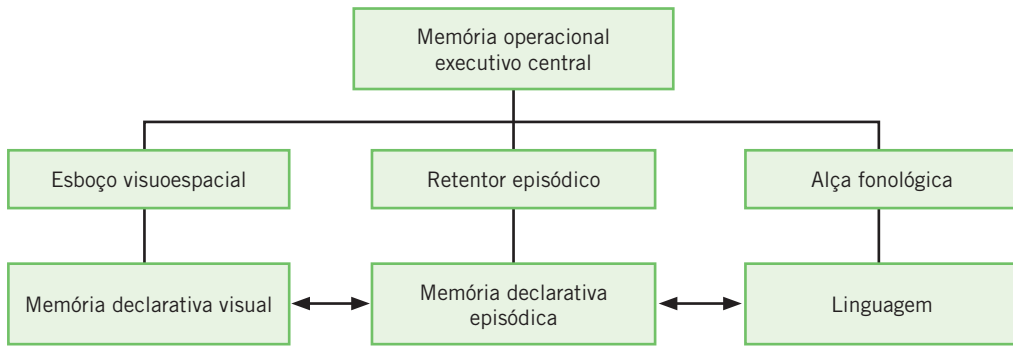 Memória operacional
executivo central
Esboço visuoespacial
Retentor episódico
Alça fonológica
Memória declarativa visual
Memória declarativa
episódica
Linguagem